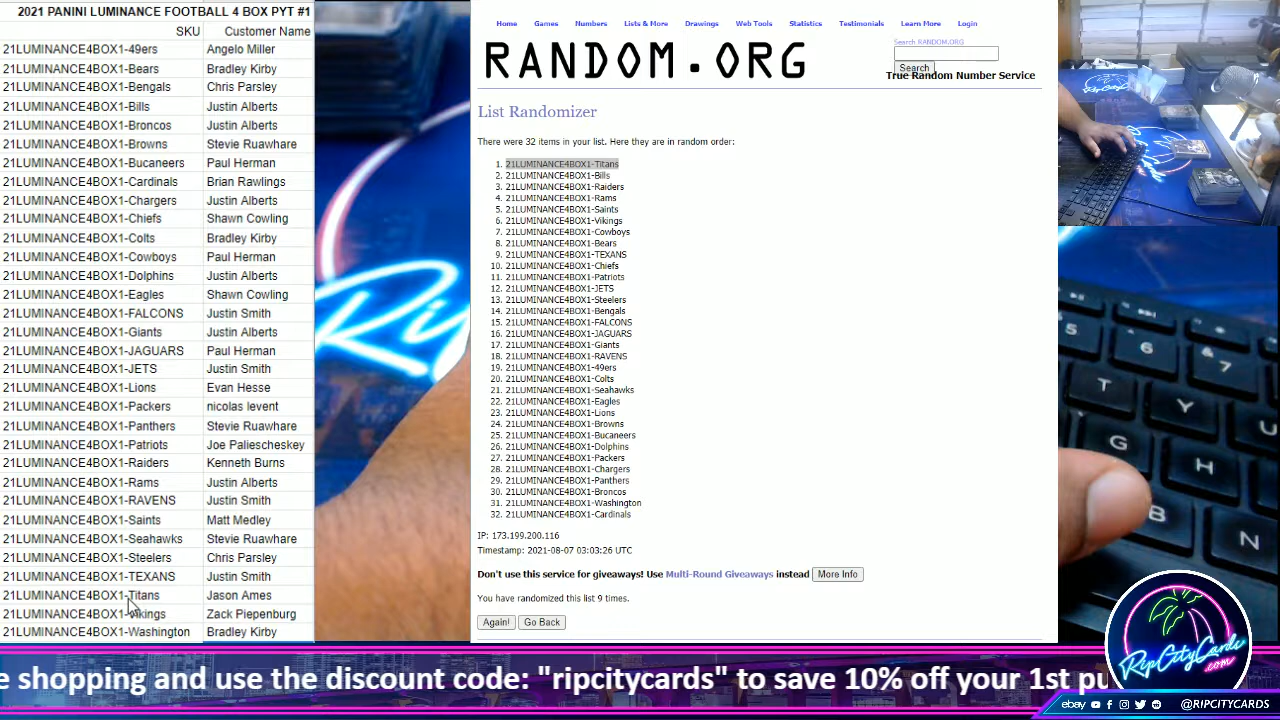 2021 PANINI LUMINANCE FOOTBALL 4 BOX PYT #1
SKU Customer Name
21LUMINANCE4BOX1-49ers Angelo Miller
21LUMINANCE4BOX1-Bears Bradley Kirby
21LUMINANCE4BOX1-Bengals Chris Parsley
21LUMINANCE4BOX1-Bills Justin Alberts
21LUMINANCE4BOX1-Broncos Justin Alberts
21LUMINANCE4BOX1-Browns Stevie Ruawhare
21LUMINANCE4BOX1-Bucaneers Paul Herman
21LUMINANCE4BOX1-Cardinals Brian Rawlings
21LUMINANCE4BOX1-Chargers Justin Alberts
21LUMINANCE4BOX1-Chiefs Shawn Cowling
21LUMINANCE4BOX1-Colts Bradley Kirby
21LUMINANCE4BOX1-Cowboys Paul Herman
21LUMINANCE4BOX1-Dolphins Justin Alberts
21LUMINANCE4BOX1-Eagles Shawn Cowling
21LUMINANCE4BOX1-FALCONS Justin Smith
21LUMINANCE4BOX1-Giants Justin Alberts
21LUMINANCE4BOX1-JAGUARS Paul Herman
21LUMINANCE4BOX1-JETS Justin Smith
21LUMINANCE4BOX1-Lions Evan Hesse
21LUMINANCE4BOX1-Packers nicolas levent
21LUMINANCE4BOX1-Panthers Stevie Ruawhare
21LUMINANCE4BOX1-Patriots Joe Paliescheskey
21LUMINANCE4BOX1-Raiders Kenneth Burns
21LUMINANCE4BOX1-Rams Justin Alberts
21LUMINANCE4BOX1-RAVENS Justin Smith
21LUMINANCE4BOX1-Saints Matt Medley
21LUMINANCE4BOX1-Seahawks Stevie Ruawhare
21LUMINANCE4BOX1-Steelers Chris Parsley
21LUMINANCE4BOX1-TEXANS Justin Smith
21LUMINANCE4BOX1-Titans Jason Ames
21LUMINANCE4BOX1-Vikings Zack Piepenburg
21LUMINANCE4BOX1-Washington Bradley Kirby
Home Games Numbers Lists & More Drawings Web Tools Statistics Testimonials Learn More Login
RANDOM.ORG
Search RANDOM.ORG
Search
True Random Number Service
List Randomizer
There were 32 items in your list. Here they are in random order:
1. 21LUMINANCE4BOX1-Titans
2. 21LUMINANCE4BOX1-Bills
3. 21LUMINANCE4BOX1-Raiders
4. 21LUMINANCE4BOX1-Rams
5. 21LUMINANCE4BOX1-Saints
6. 21LUMINANCE4BOX1-Vikings
7. 21LUMINANCE4BOX1-Cowboys
8. 21LUMINANCE4BOX1-Bears
9. 21LUMINANCE4BOX1-TEXANS
10. 21LUMINANCE4BOX1-Chiefs
11. 21LUMINANCE4BOX1-Patriots
12. 21LUMINANCE4BOX1-JETS
13. 21LUMINANCE4BOX1-Steelers
14. 21LUMINANCE4BOX1-Bengals
15. 21LUMINANCE4BOX1-FALCONS
16. 21LUMINANCE4BOX1-JAGUARS
17. 21LUMINANCE4BOX1-Giants
18. 21LUMINANCE4BOX1-RAVENS
19. 21LUMINANCE4BOX1-49ers
20. 21LUMINANCE4BOX1-Colts
21. 21LUMINANCE4BOX1-Seahawks
22. 21LUMINANCE4BOX1-Eagles
23. 21LUMINANCE4BOX1-Lions
24. 21LUMINANCE4BOX1-Browns
25. 21LUMINANCE4BOX1-Bucaneers
26. 21LUMINANCE4BOX1-Dolphins
27. 21LUMINANCE4BOX1-Packers
28. 21LUMINANCE4BOX1-Chargers
29. 21LUMINANCE4BOX1-Panthers
30. 21LUMINANCE4BOX1-Broncos
31. 21LUMINANCE4BOX1-Washington
32. 21LUMINANCE4BOX1-Cardinals
IP: 173.199.200.116
Timestamp: 2021-08-07 03:03:26 UTC
Don't use this service for giveaways! Use Multi-Round Giveaways instead More Info
You have randomized this list 9 times.
Again! Go Back
5 6 7
T Y U
G H
B N
e shopping and use the discount code: "ripcitycards" to save 10% off your 1st pu
RipCityCards
.com
ebay @RIPCITYCARDS